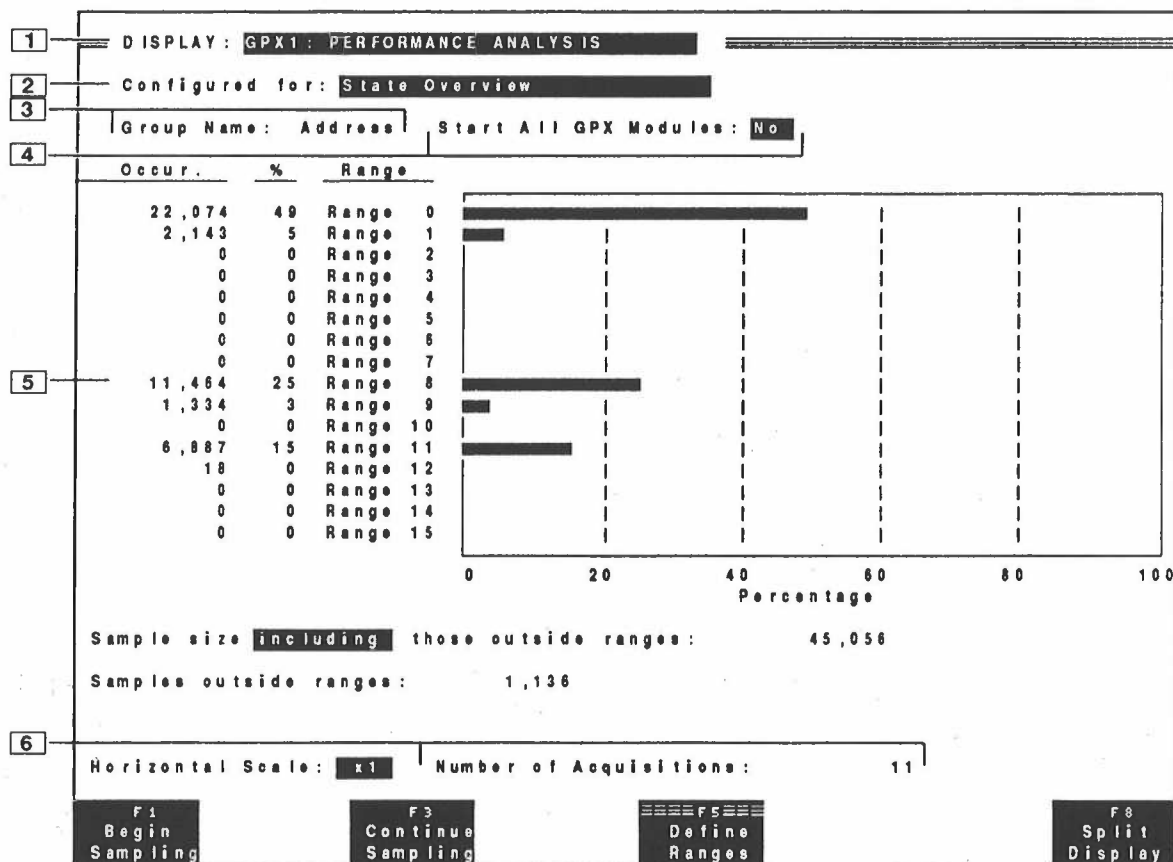 1 DISPLAY: GPX1: PERFORMANCE ANALYSIS
2 Configured for: State Overview
3 Group Name: Address Start All GPX Modules: No
4
Occur. % Range
22,074 49 Range 0
2,143 5 Range 1
0 0 Range 2
0 0 Range 3
0 0 Range 4
0 0 Range 5
0 0 Range 6
0 0 Range 7
5 11,464 25 Range 8
1,334 3 Range 9
0 0 Range 10
6,887 15 Range 11
18 0 Range 12
0 0 Range 13
0 0 Range 14
0 0 Range 15
0 20 40 60 80 100
Percentage
Sample size including those outside ranges: 45,056
Samples outside ranges: 1,136
6
Horizontal Scale: x1 Number of Acquisitions: 11
F1 Begin Sampling
F3 Continue Sampling
F5 Define Ranges
F8 Split Display